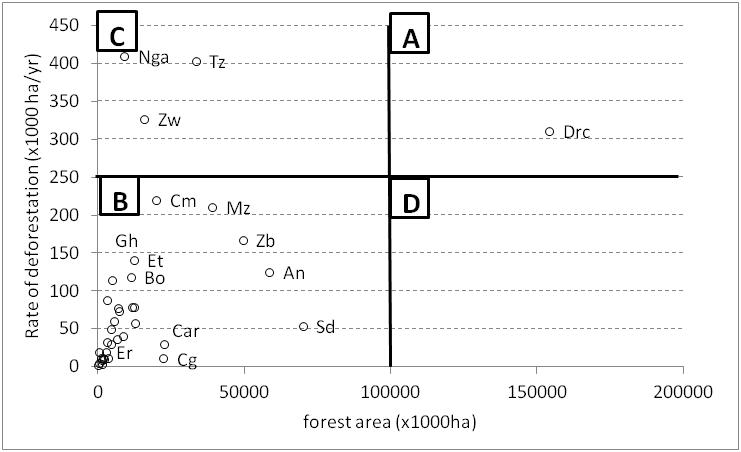 450
400
350
300
250
200
150
100
50
0
Rate of deforestation (x1000 ha/yr)
C
A
B
D
Nga
Tz
Zw
Drc
Cm
Mz
Gh
Zb
Et
Bo
An
Car
Sd
Er
Cg
0
50000
100000
150000
200000
forest area (x1000ha)